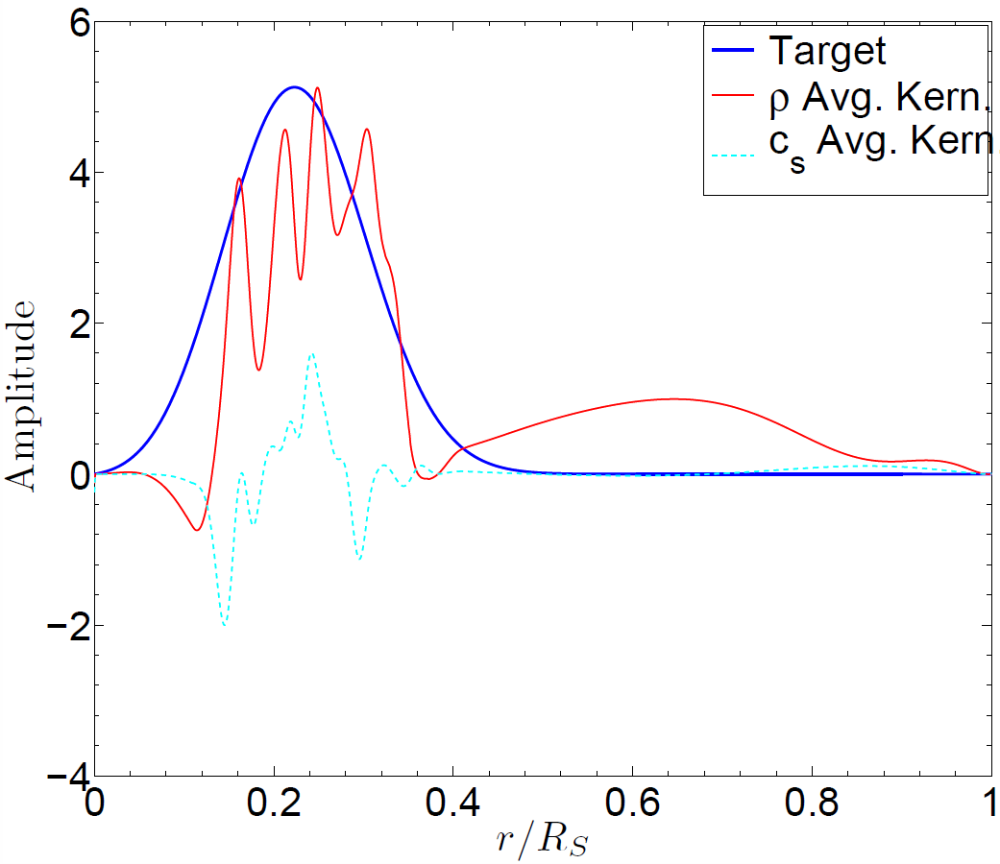 6
4
2
0
−2
−4
Amplitude
Target
ρ Avg. Kern.
c_s Avg. Kern.
0 0.2 0.4 0.6 0.8 1
r/R_S